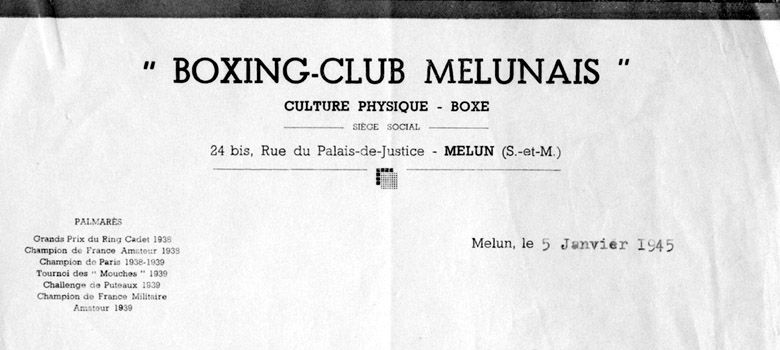 " BOXING-CLUB MELUNAIS "
CULTURE PHYSIQUE - BOXE
SIÈGE SOCIAL
24 bis, Rue du Palais-de-Justice - MELUN (S.-et-M.)
PALMARÈS
Grands Prix du Ring Cadet 1938
Champion de France Amateur 1938
Champion de Paris 1938-1939
Tournoi des " Mouches " 1939
Challenge de Puteaux 1939
Champion de France Militaire
Amateur 1939
Melun, le 5 Janvier 1945